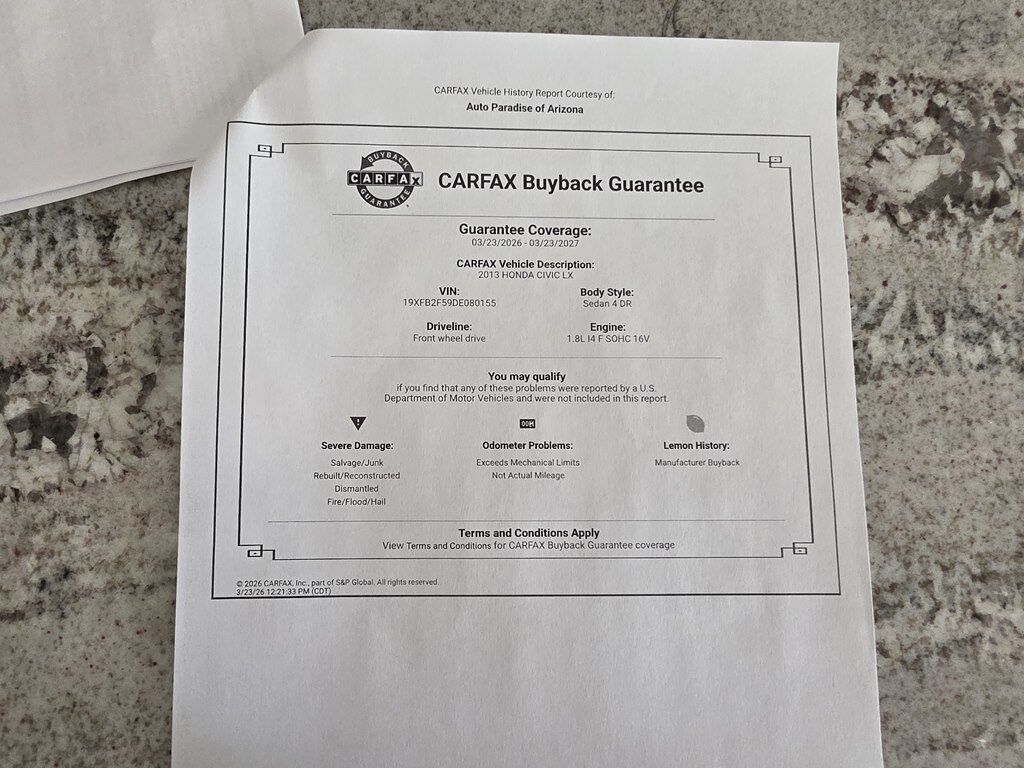 CARFAX Vehicle History Report Courtesy of:
Auto Paradise of Arizona
BUYBACK
CARFAX
GUARANTEE
CARFAX Buyback Guarantee
Guarantee Coverage:
03/23/2026 - 03/23/2027
CARFAX Vehicle Description:
2013 HONDA CIVIC LX
VIN:
19XFB2F59DE080155
Body Style:
Sedan 4 DR
Driveline:
Front wheel drive
Engine:
1.8L I4 F SOHC 16V
You may qualify
if you find that any of these problems were reported by a U.S.
Department of Motor Vehicles and were not included in this report.
Severe Damage:
Salvage/Junk
Rebuilt/Reconstructed
Dismantled
Fire/Flood/Hail
Odometer Problems:
Exceeds Mechanical Limits
Not Actual Mileage
Lemon History:
Manufacturer Buyback
Terms and Conditions Apply
View Terms and Conditions for CARFAX Buyback Guarantee coverage
© 2026 CARFAX, Inc., part of S&P Global. All rights reserved.
3/23/26 12:21:33 PM (CDT)